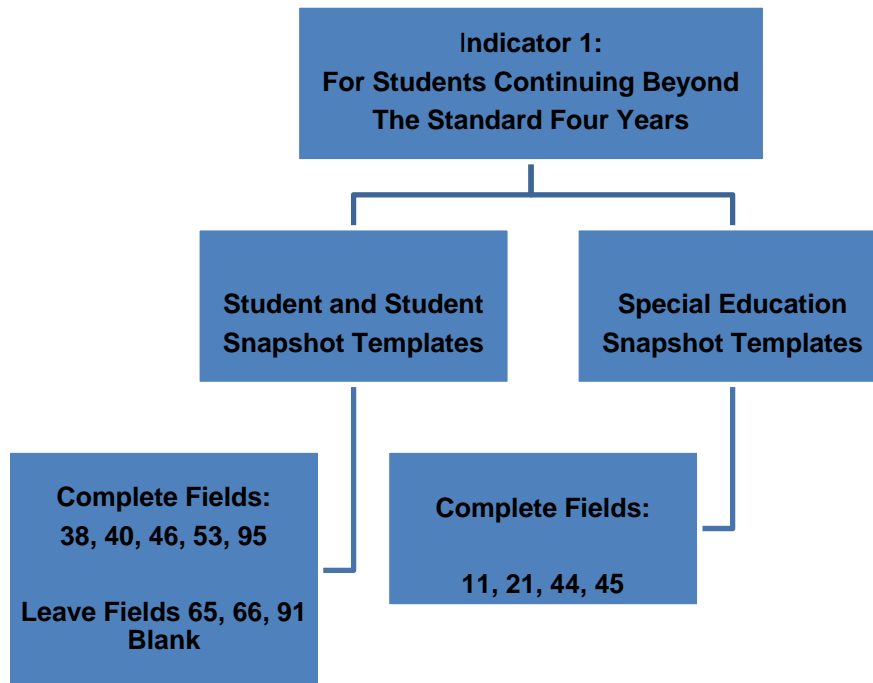 Indicator 1:
For Students Continuing Beyond
The Standard Four Years
Student and Student
Snapshot Templates
Special Education
Snapshot Templates
Complete Fields:
38, 40, 46, 53, 95
Leave Fields 65, 66, 91
Blank
Complete Fields:
11, 21, 44, 45